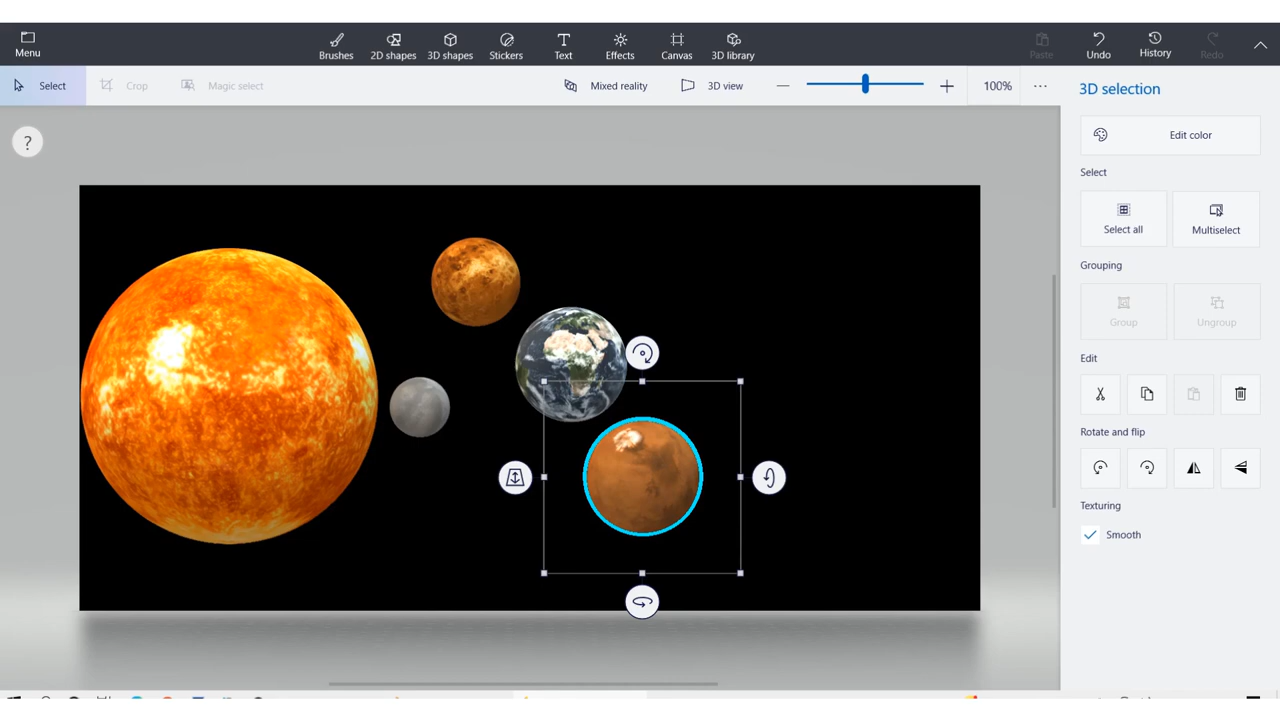 Menu
Brushes 2D shapes 3D shapes Stickers Text Effects Canvas 3D library Paste Undo History Redo
Select Crop Magic select Mixed reality 3D view 100%
?
3D selection
Edit color
Select
Select all Multiselect
Grouping
Group Ungroup
Edit
Rotate and flip
Texturing
Smooth